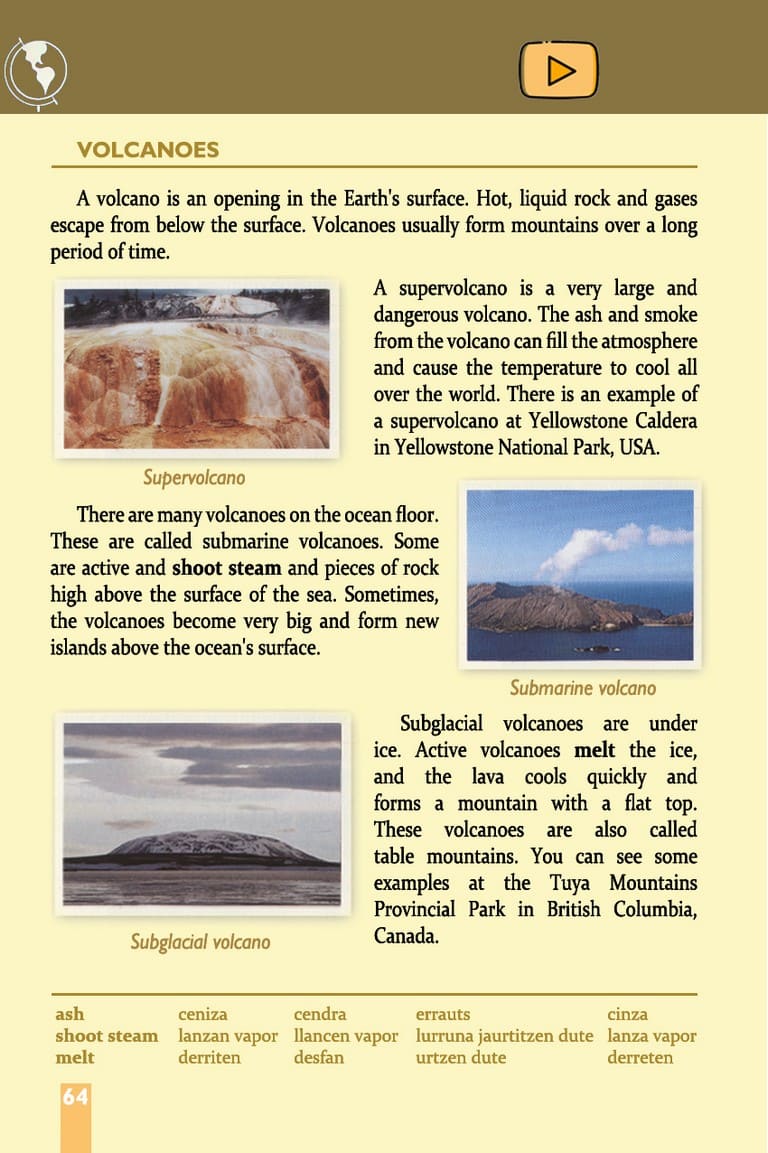 VOLCANOES
A volcano is an opening in the Earth's surface. Hot, liquid rock and gases
escape from below the surface. Volcanoes usually form mountains over a long
period of time.
A supervolcano is a very large and
dangerous volcano. The ash and smoke
from the volcano can fill the atmosphere
and cause the temperature to cool all
over the world. There is an example of
a supervolcano at Yellowstone Caldera
in Yellowstone National Park, USA.
Supervolcano
There are many volcanoes on the ocean floor.
These are called submarine volcanoes. Some
are active and shoot steam and pieces of rock
high above the surface of the sea. Sometimes,
the volcanoes become very big and form new
islands above the ocean's surface.
Submarine volcano
Subglacial volcanoes are under
ice. Active volcanoes melt the ice,
and the lava cools quickly and
forms a mountain with a flat top.
These volcanoes are also called
table mountains. You can see some
examples at the Tuya Mountains
Provincial Park in British Columbia,
Canada.
Subglacial volcano
ash ceniza cendra errauts cinza
shoot steam lanzan vapor llancen vapor lurruna jaurtitzen dute lanza vapor
melt derriten desfan urtzen dute derreten
64